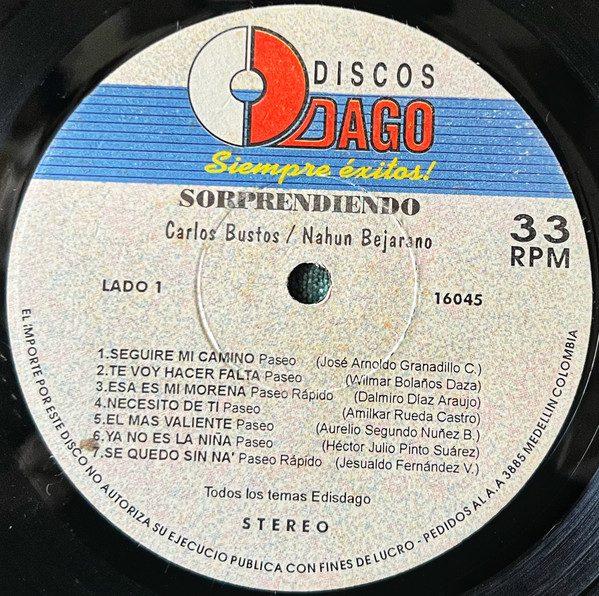 DISCOS
DAGO
Siempre éxitos!
SORPRENDIENDO
Carlos Bustos / Nahun Bejarano
33
RPM
LADO 1
16045
1.SEGUIRE MI CAMINO Paseo (José Arnoldo Granadillo C.)
2.TE VOY HACER FALTA Paseo (Wilmar Bolaños Daza)
3.ESA ES MI MORENA Paseo Rápido (Dalmiro Díaz Araujo)
4.NECESITO DE TI Paseo (Amilkar Rueda Castro)
5.EL MAS VALIENTE Paseo (Aurelio Segundo Nuñez B.)
6.YA NO ES LA NIÑA Paseo (Héctor Julio Pinto Suárez)
7.SE QUEDO SIN NA' Paseo Rápido (Jesualdo Fernández V.)
Todos los temas Edisdago
STEREO
EL IMPORTE POR ESTE DISCO NO AUTORIZA SU EJECUCIO PUBLICA CON FINES DE LUCRO - PEDIDOS AL A.A 3885 MEDELLIN COLOMBIA